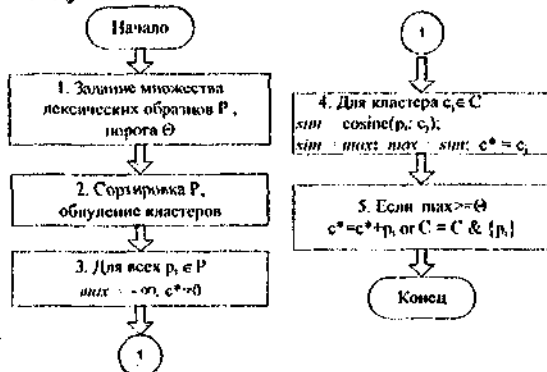 Начало
1. Задание множества
лексических образов P,
порога Θ
2. Сортировка P,
обнуление кластеров
3. Для всех pᵢ ∈ P
max = -∞, c*=0
1
1
4. Для кластера cⱼ ∈ C
sim cosine(pᵢ, cⱼ);
sim max; max sim; c* = cⱼ
5. Если max>=Θ
c*=c*+pᵢ or C = C & {pᵢ}
Конец